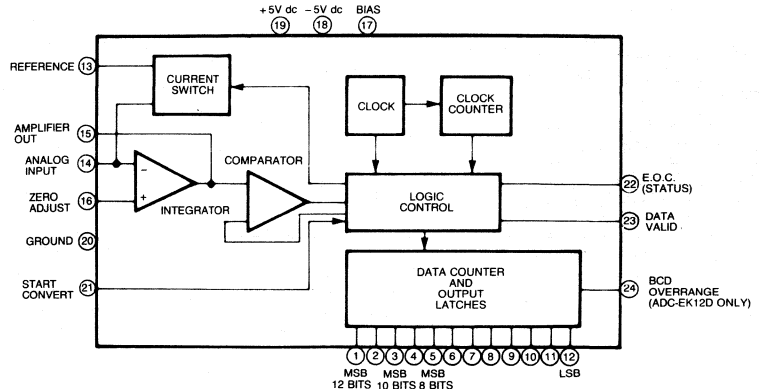 +5V dc -5V dc BIAS
19 18 17
REFERENCE 13
CURRENT
SWITCH
CLOCK
CLOCK
COUNTER
AMPLIFIER
OUT 15
ANALOG
INPUT 14
COMPARATOR
ZERO
ADJUST 16
INTEGRATOR
LOGIC
CONTROL
22 E.O.C.
(STATUS)
23 DATA
VALID
GROUND 20
START
CONVERT 21
DATA COUNTER
AND
OUTPUT
LATCHES
24 BCD
OVERRANGE
(ADC-EK12D ONLY)
1 2 3 4 5 6 7 8 9 10 11 12
MSB MSB MSB LSB
12 BITS 10 BITS 8 BITS
- +